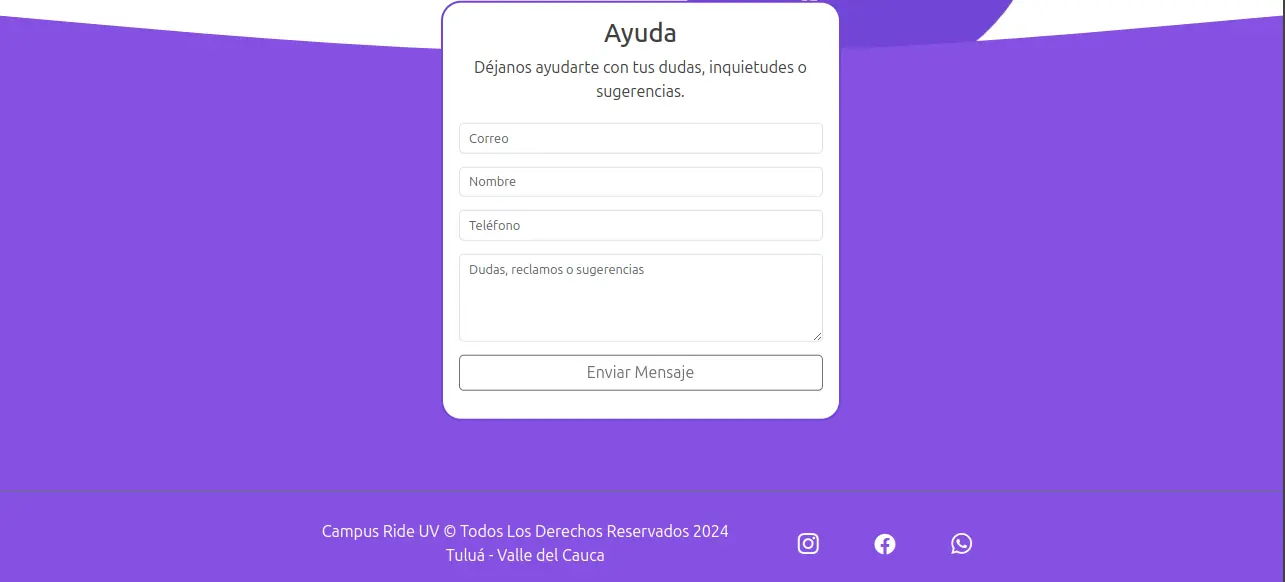 Ayuda
Déjanos ayudarte con tus dudas, inquietudes o
sugerencias.
Correo
Nombre
Teléfono
Dudas, reclamos o sugerencias
Enviar Mensaje
Campus Ride UV © Todos Los Derechos Reservados 2024
Tuluá - Valle del Cauca